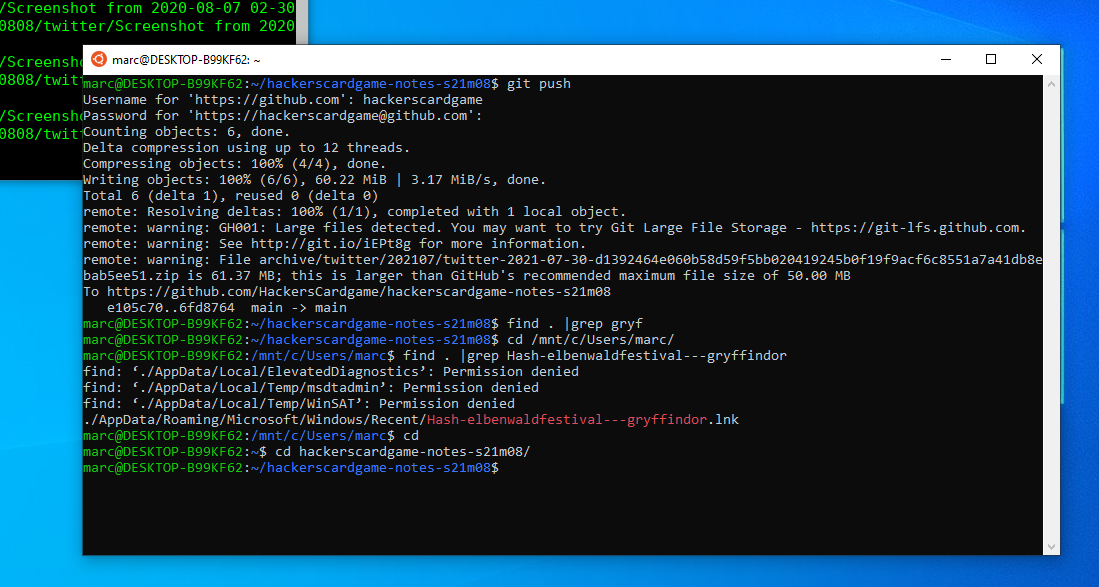 /Screenshot from 2020-08-07 02-30
0808/twitter/Screenshot from 2020
/Screensho
0808/twitt
/Screensho
0808/twitt
marc@DESKTOP-B99KF62: ~
marc@DESKTOP-B99KF62:~/hackerscardgame-notes-s21m08$ git push
Username for 'https://github.com': hackerscardgame
Password for 'https://hackerscardgame@github.com':
Counting objects: 6, done.
Delta compression using up to 12 threads.
Compressing objects: 100% (4/4), done.
Writing objects: 100% (6/6), 60.22 MiB | 3.17 MiB/s, done.
Total 6 (delta 1), reused 0 (delta 0)
remote: Resolving deltas: 100% (1/1), completed with 1 local object.
remote: warning: GH001: Large files detected. You may want to try Git Large File Storage - https://git-lfs.github.com.
remote: warning: See http://git.io/iEPt8g for more information.
remote: warning: File archive/twitter/202107/twitter-2021-07-30-d1392464e060b58d59f5bb020419245b0f19f9acf6c8551a7a41db8e
bab5ee51.zip is 61.37 MB; this is larger than GitHub's recommended maximum file size of 50.00 MB
To https://github.com/HackersCardgame/hackerscardgame-notes-s21m08
   e105c70..6fd8764  main -> main
marc@DESKTOP-B99KF62:~/hackerscardgame-notes-s21m08$ find . |grep gryf
marc@DESKTOP-B99KF62:~/hackerscardgame-notes-s21m08$ cd /mnt/c/Users/marc/
marc@DESKTOP-B99KF62:/mnt/c/Users/marc$ find . |grep Hash-elbenwaldfestival---gryffindor
find: ‘./AppData/Local/ElevatedDiagnostics’: Permission denied
find: ‘./AppData/Local/Temp/msdtadmin’: Permission denied
find: ‘./AppData/Local/Temp/WinSAT’: Permission denied
./AppData/Roaming/Microsoft/Windows/Recent/Hash-elbenwaldfestival---gryffindor.lnk
marc@DESKTOP-B99KF62:/mnt/c/Users/marc$ cd
marc@DESKTOP-B99KF62:~$ cd hackerscardgame-notes-s21m08/
marc@DESKTOP-B99KF62:~/hackerscardgame-notes-s21m08$